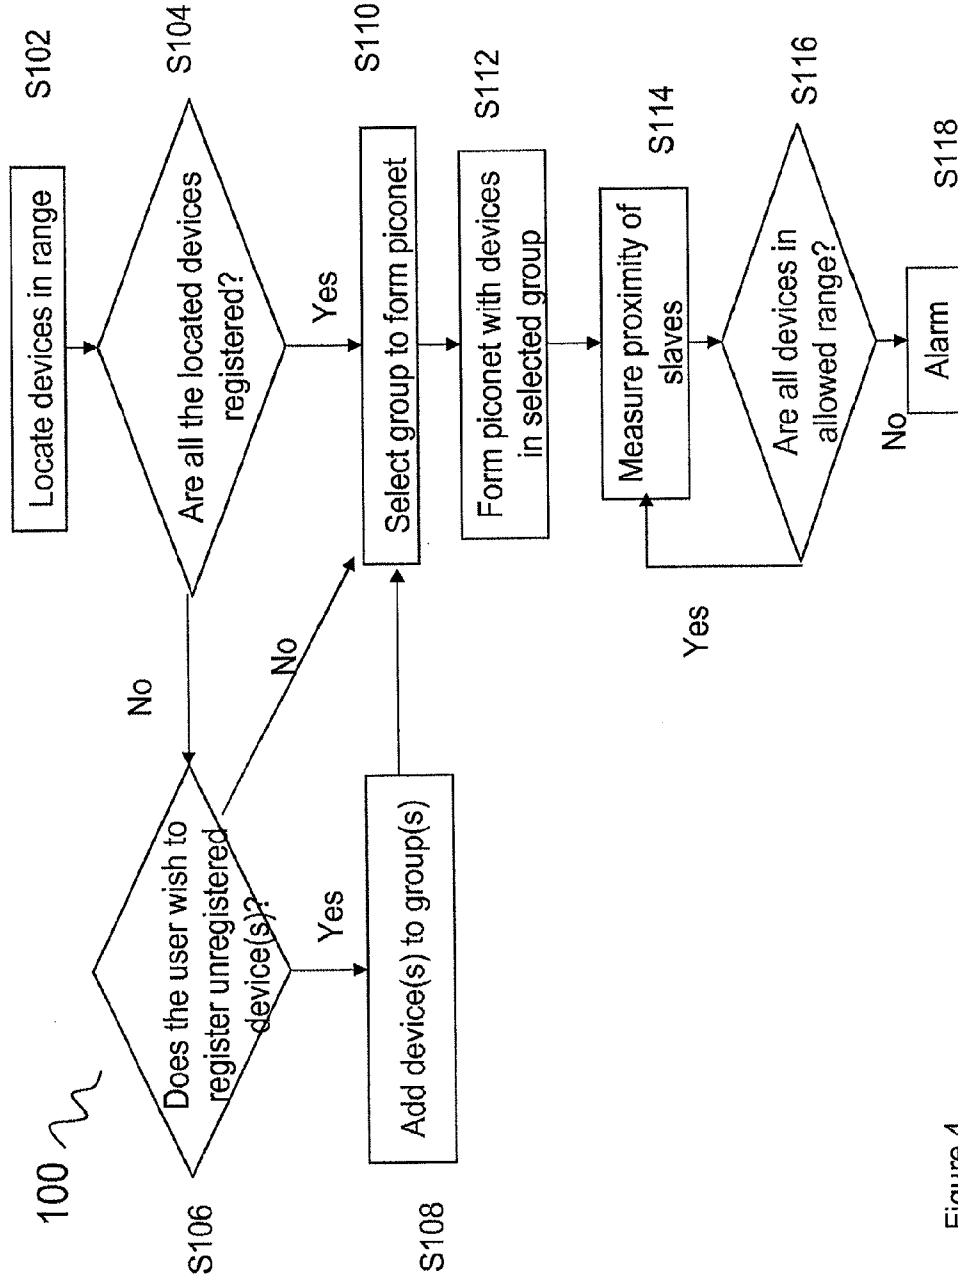 100
Locate devices in range
S102
Are all the located devices
registered?
S104
No
Yes
Does the user wish to
register unregistered
device(s)?
S106
No
Yes
Add device(s) to group(s)
S108
Select group to form piconet
S110
Form piconet with devices
in selected group
S112
Measure proximity of
slaves
S114
Are all devices in
allowed range?
S116
Yes
No
Alarm
S118
Figure 4